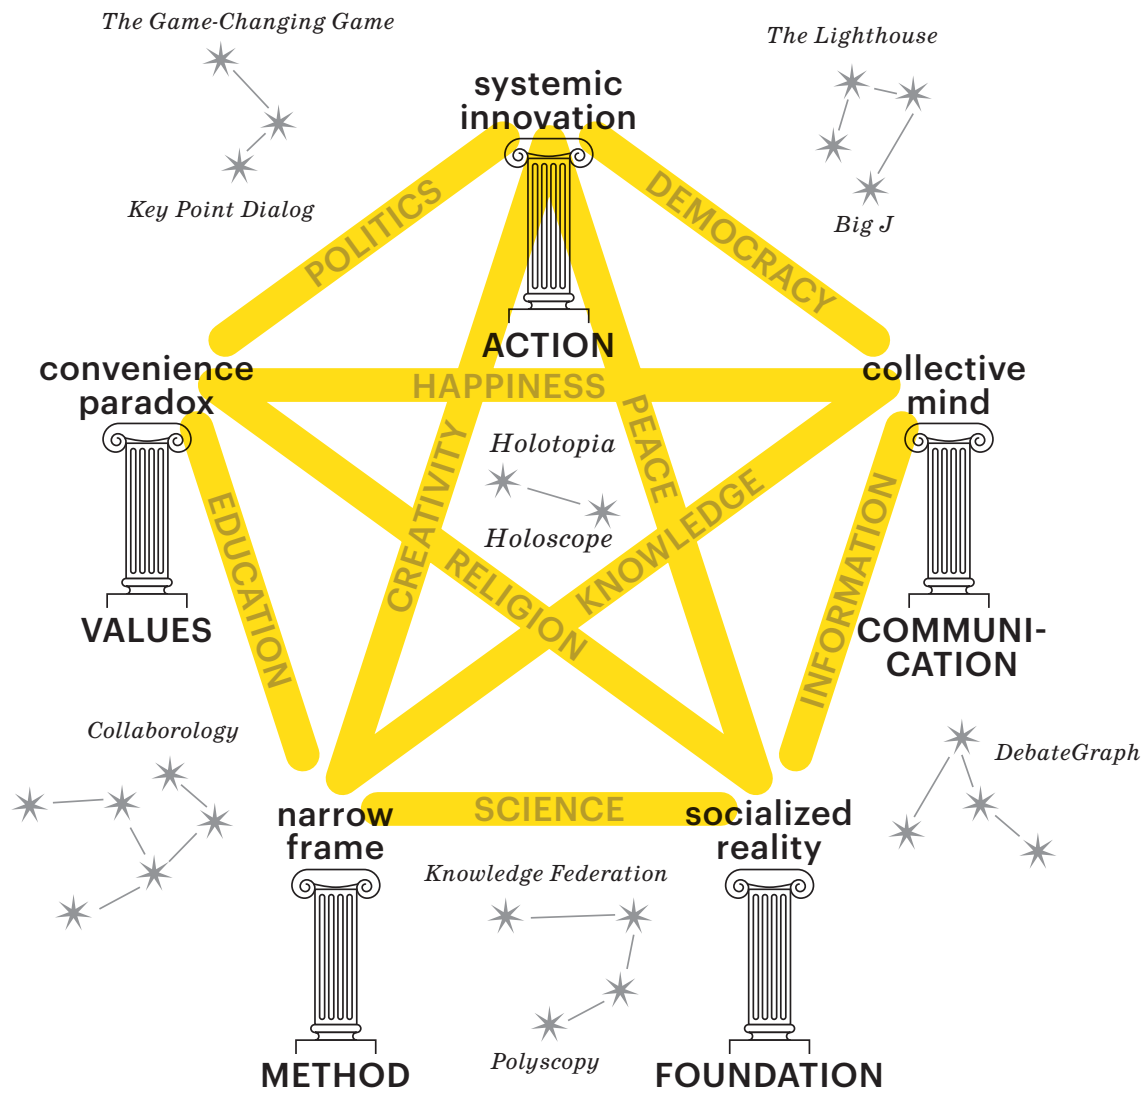 The Game-Changing Game
The Lighthouse
systemic
innovation
Key Point Dialog
Big J
POLITICS
DEMOCRACY
ACTION
convenience
paradox
HAPPINESS
collective
mind
PEACE
CREATIVITY
Holotopia
Holoscope
KNOWLEDGE
RELIGION
EDUCATION
INFORMATION
VALUES
COMMUNI-
CATION
Collaborology
DebateGraph
narrow
frame
SCIENCE
socialized
reality
Knowledge Federation
Polyscopy
METHOD
FOUNDATION